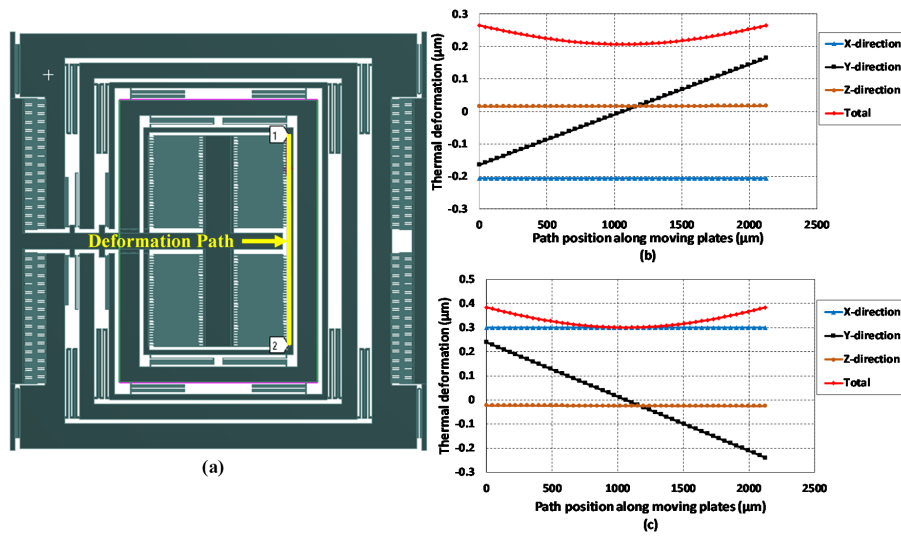 1
Deformation Path
2
(a)
Thermal deformation (µm)
0.3
0.2
0.1
0
-0.1
-0.2
-0.3
0
500
1000
1500
2000
2500
Path position along moving plates (µm)
(b)
X-direction
Y-direction
Z-direction
Total
Thermal deformation (µm)
0.5
0.4
0.3
0.2
0.1
0
-0.1
-0.2
-0.3
0
500
1000
1500
2000
2500
Path position along moving plates (µm)
(c)
X-direction
Y-direction
Z-direction
Total